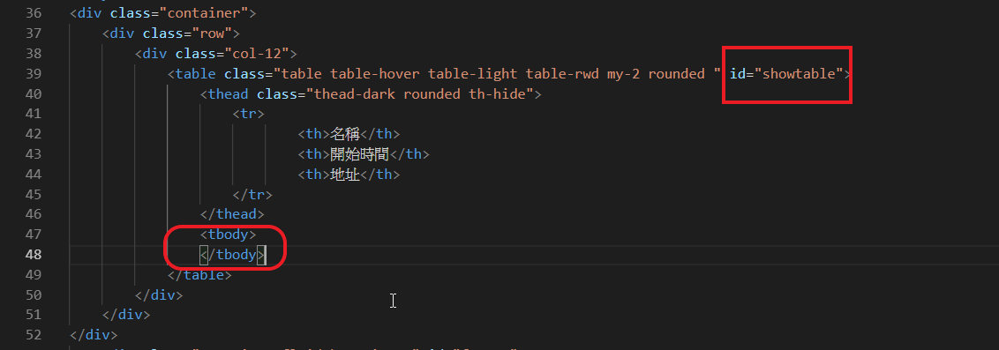 36 <div class="container">
37 <div class="row">
38 <div class="col-12">
39 <table class="table table-hover table-light table-rwd my-2 rounded " id="showtable">
40 <thead class="thead-dark rounded th-hide">
41 <tr>
42 <th>名稱</th>
43 <th>開始時間</th>
44 <th>地址</th>
45 </tr>
46 </thead>
47 <tbody>
48 </tbody>
49 </table>
50 </div>
51 </div>
52 </div>